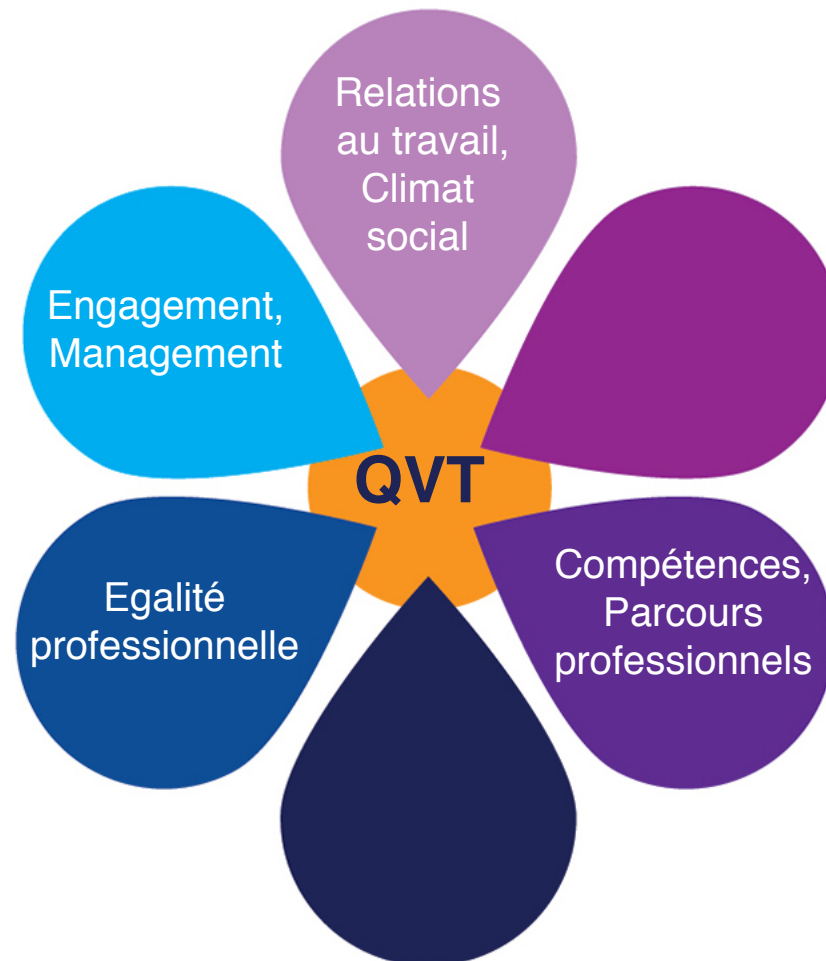 Relations
au travail,
Climat
social
Engagement,
Management
QVT
Compétences,
Parcours
professionnels
Egalité
professionnelle